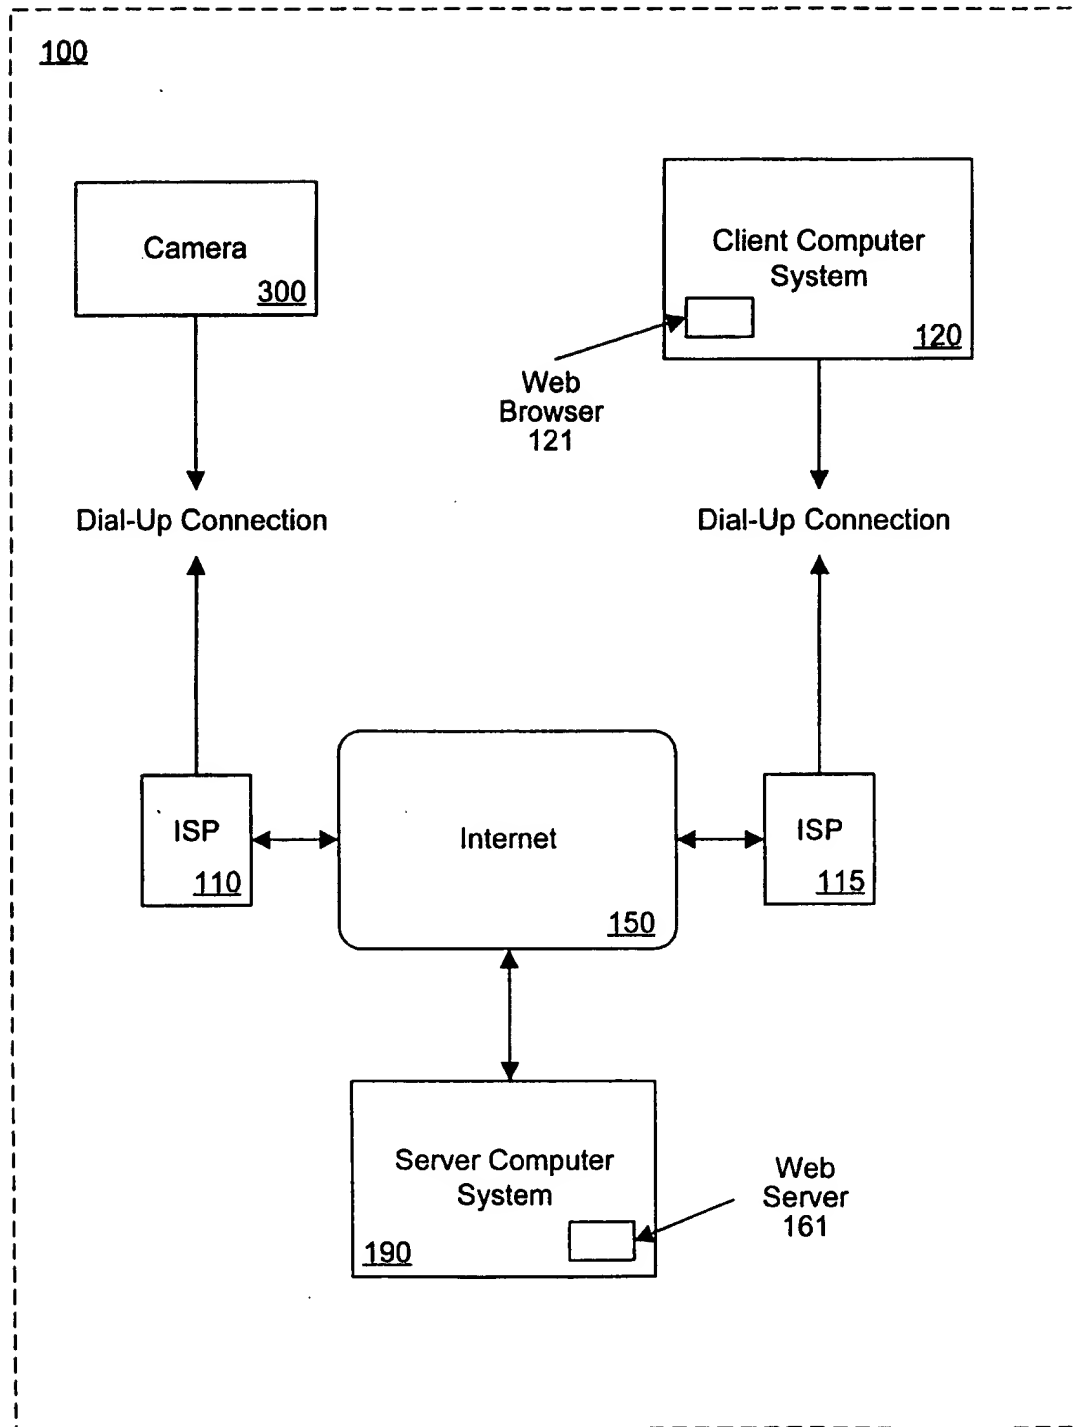 100
Camera
300
Client Computer
System
120
Web
Browser
121
Dial-Up Connection
Dial-Up Connection
ISP
110
Internet
150
ISP
115
Server Computer
System
190
Web
Server
161